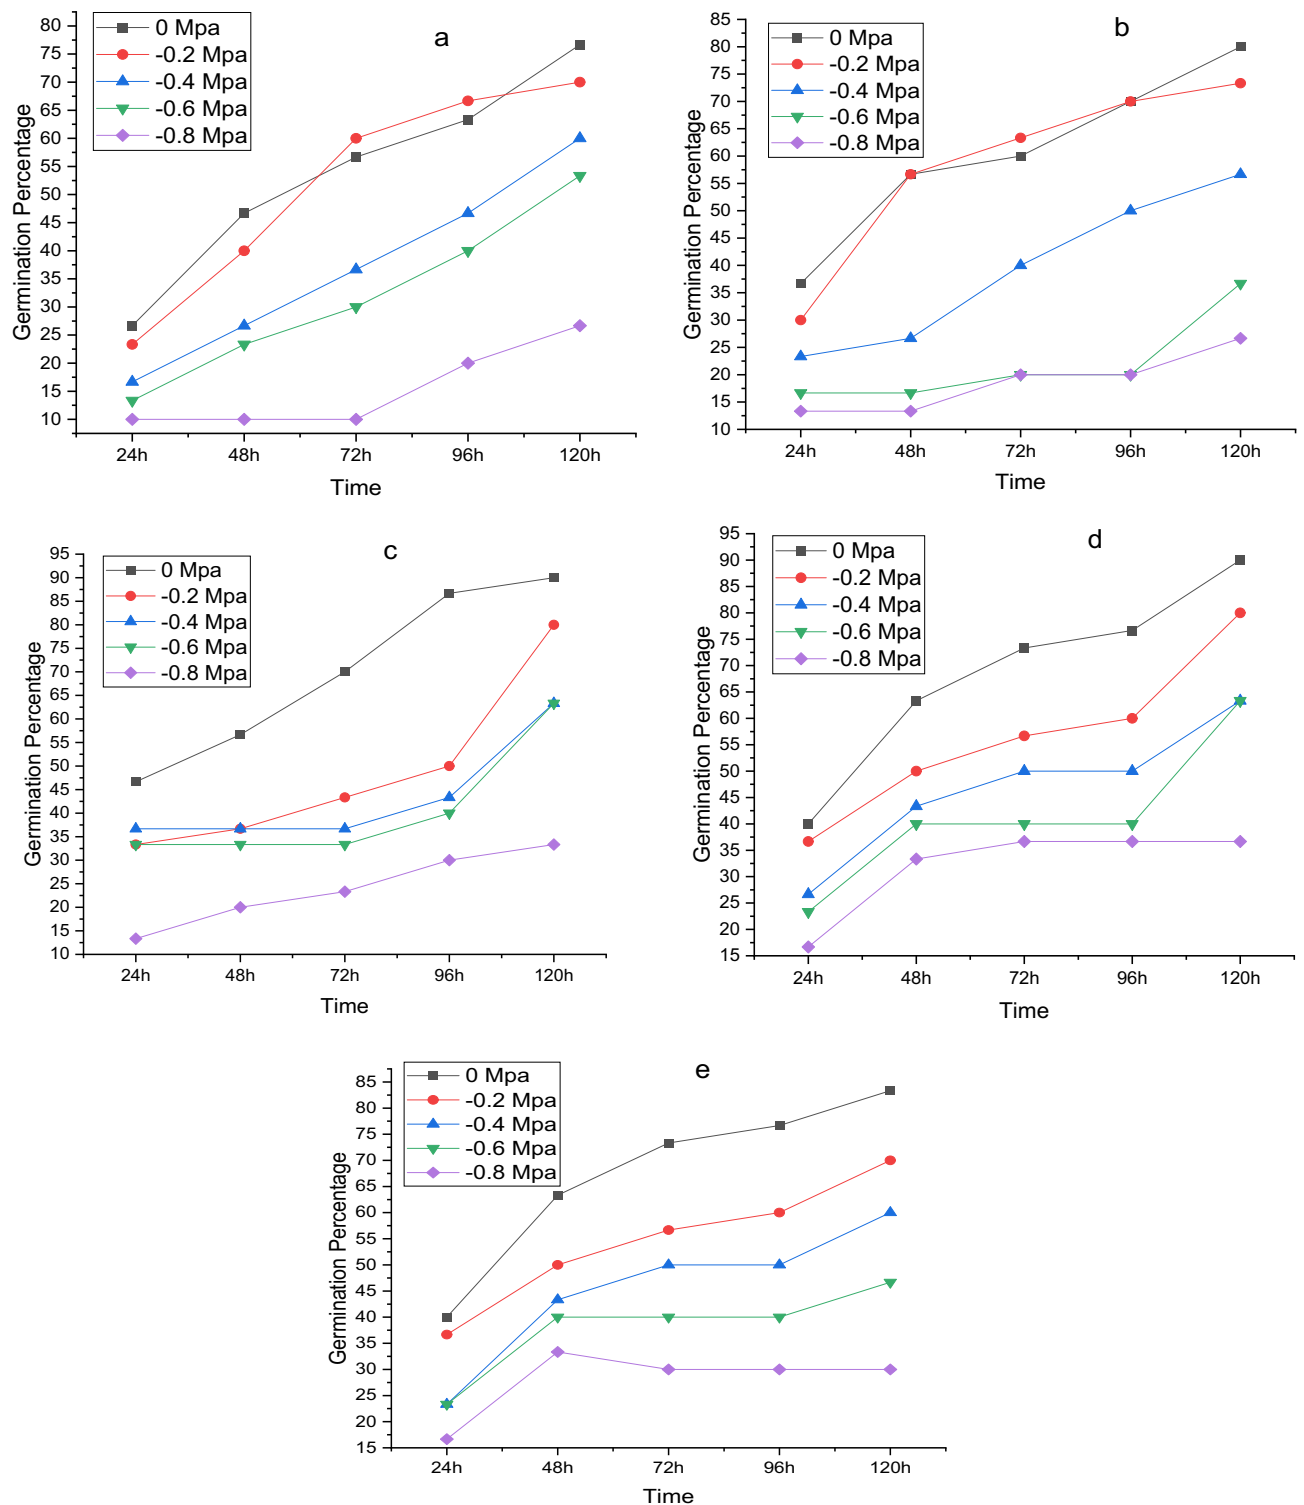 a
0 Mpa
-0.2 Mpa
-0.4 Mpa
-0.6 Mpa
-0.8 Mpa
80
75
70
65
60
55
50
45
40
35
30
25
20
15
10
Germination Percentage
24h 48h 72h 96h 120h
Time
b
0 Mpa
-0.2 Mpa
-0.4 Mpa
-0.6 Mpa
-0.8 Mpa
85
80
75
70
65
60
55
50
45
40
35
30
25
20
15
10
Germination Percentage
24h 48h 72h 96h 120h
Time
c
0 Mpa
-0.2 Mpa
-0.4 Mpa
-0.6 Mpa
-0.8 Mpa
95
90
85
80
75
70
65
60
55
50
45
40
35
30
25
20
15
10
Germination Percentage
24h 48h 72h 96h 120h
Time
d
0 Mpa
-0.2 Mpa
-0.4 Mpa
-0.6 Mpa
-0.8 Mpa
95
90
85
80
75
70
65
60
55
50
45
40
35
30
25
20
15
Germination Percentage
24h 48h 72h 96h 120h
Time
e
0 Mpa
-0.2 Mpa
-0.4 Mpa
-0.6 Mpa
-0.8 Mpa
85
80
75
70
65
60
55
50
45
40
35
30
25
20
15
Germination Percentage
24h 48h 72h 96h 120h
Time